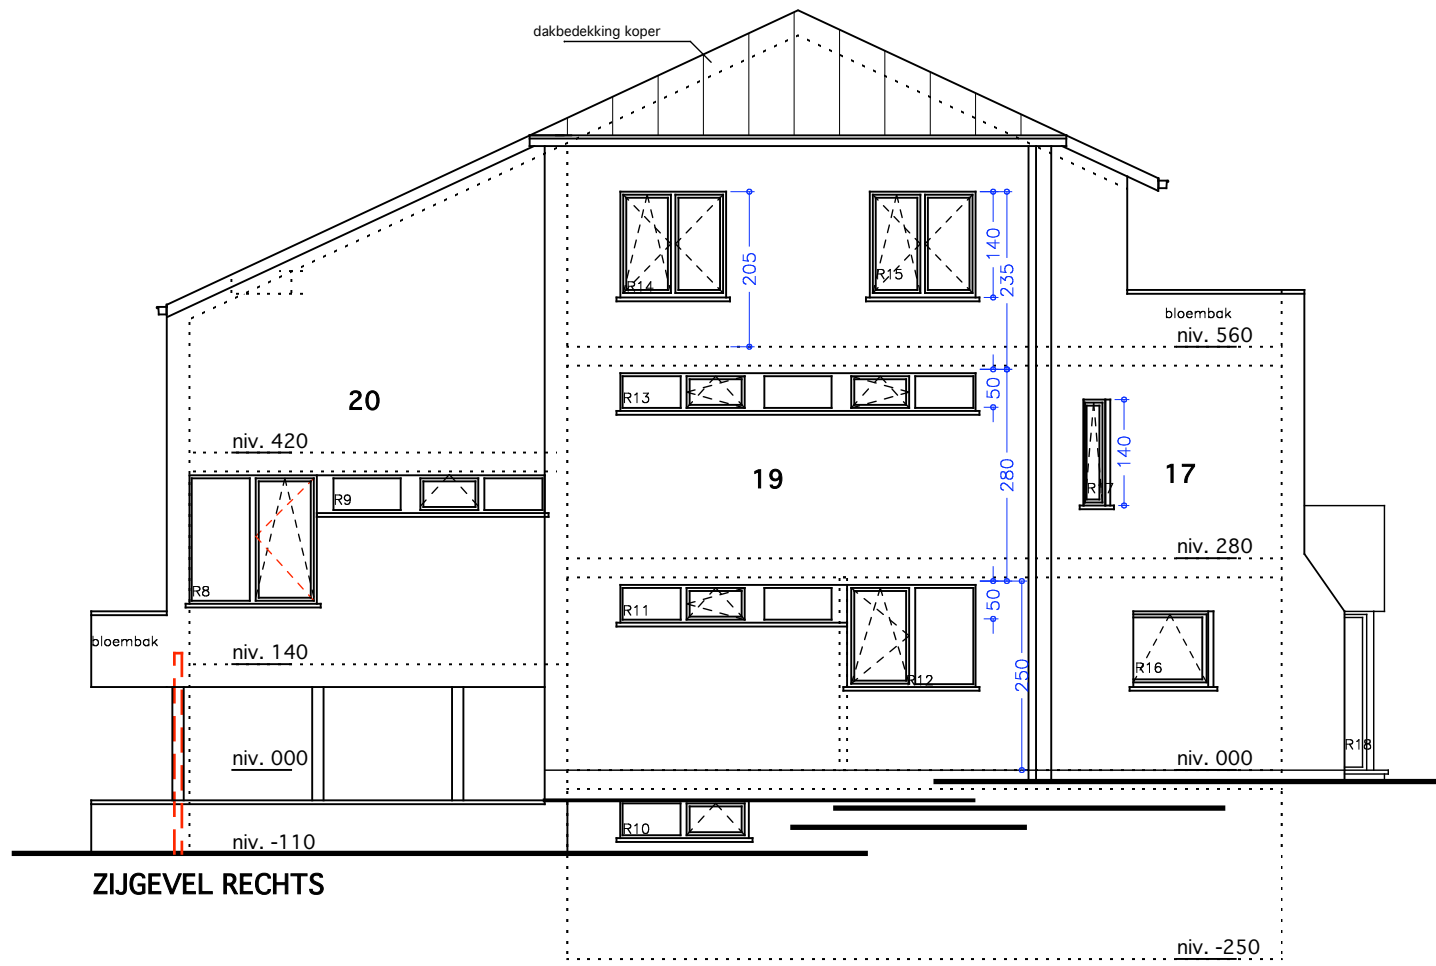 dakbedekking koper
R14
R15
205
140
235
bloembak
niv. 560
20
R13
50
niv. 420
19
280
140
17
R17
R9
niv. 280
R8
R11
50
R12
250
R16
bloembak
niv. 140
R18
niv. 000
niv. 000
R10
niv. -110
ZIJGEVEL RECHTS
niv. -250